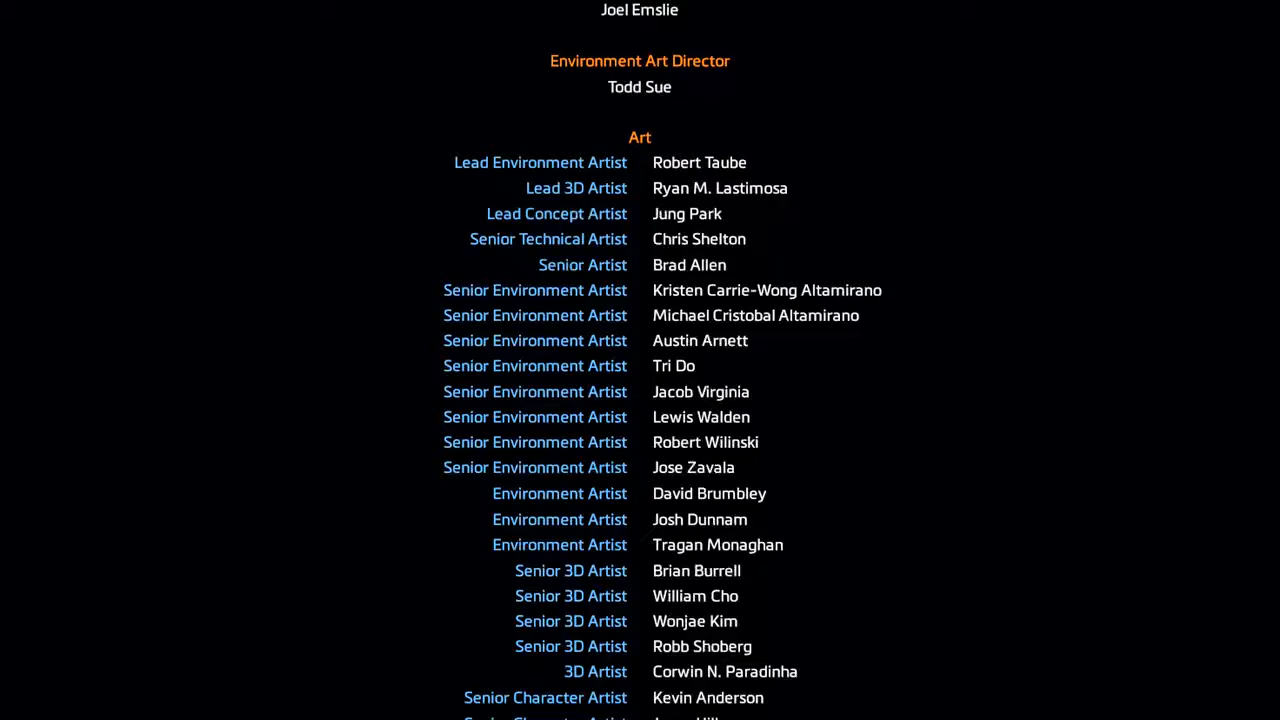 Joel Emslie
Environment Art Director
Todd Sue
Art
Lead Environment Artist Robert Taube
Lead 3D Artist Ryan M. Lastimosa
Lead Concept Artist Jung Park
Senior Technical Artist Chris Shelton
Senior Artist Brad Allen
Senior Environment Artist Kristen Carrie-Wong Altamirano
Senior Environment Artist Michael Cristobal Altamirano
Senior Environment Artist Austin Arnett
Senior Environment Artist Tri Do
Senior Environment Artist Jacob Virginia
Senior Environment Artist Lewis Walden
Senior Environment Artist Robert Wilinski
Senior Environment Artist Jose Zavala
Environment Artist David Brumbley
Environment Artist Josh Dunnam
Environment Artist Tragan Monaghan
Senior 3D Artist Brian Burrell
Senior 3D Artist William Cho
Senior 3D Artist Wonjae Kim
Senior 3D Artist Robb Shoberg
3D Artist Corwin N. Paradinha
Senior Character Artist Kevin Anderson